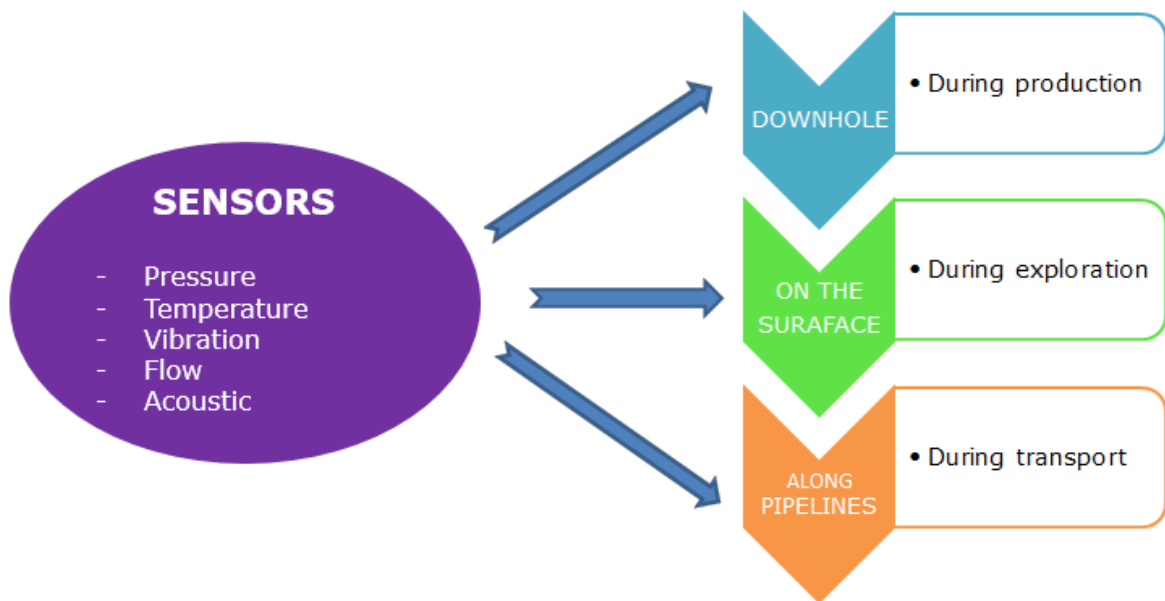 SENSORS
- Pressure
- Temperature
- Vibration
- Flow
- Acoustic
DOWNHOLE
• During production
ON THE
SURAFACE
• During exploration
ALONG
PIPELINES
• During transport